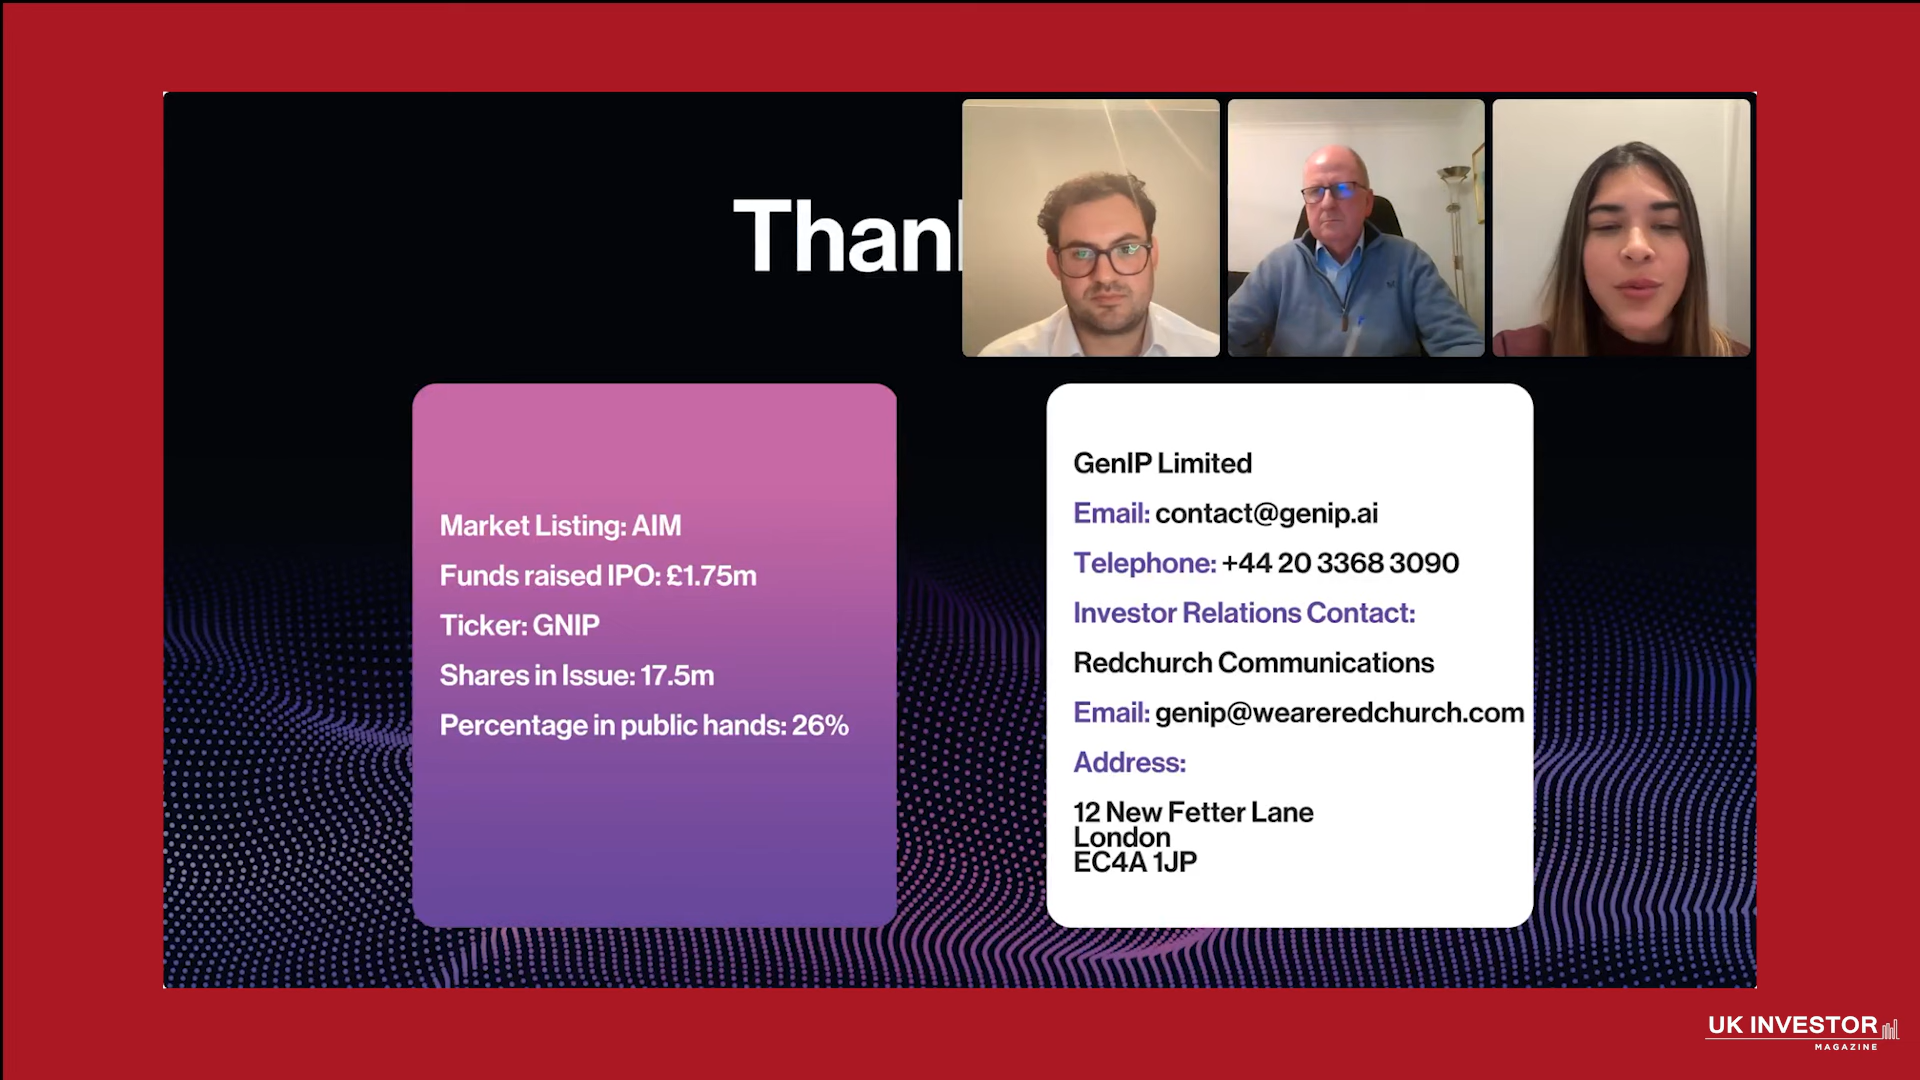 Than
Market Listing: AIM
Funds raised IPO: £1.75m
Ticker: GNIP
Shares in Issue: 17.5m
Percentage in public hands: 26%
GenIP Limited
Email: contact@genip.ai
Telephone: +44 20 3368 3090
Investor Relations Contact:
Redchurch Communications
Email: genip@weareredchurch.com
Address:
12 New Fetter Lane
London
EC4A 1JP
UK INVESTOR
MAGAZINE